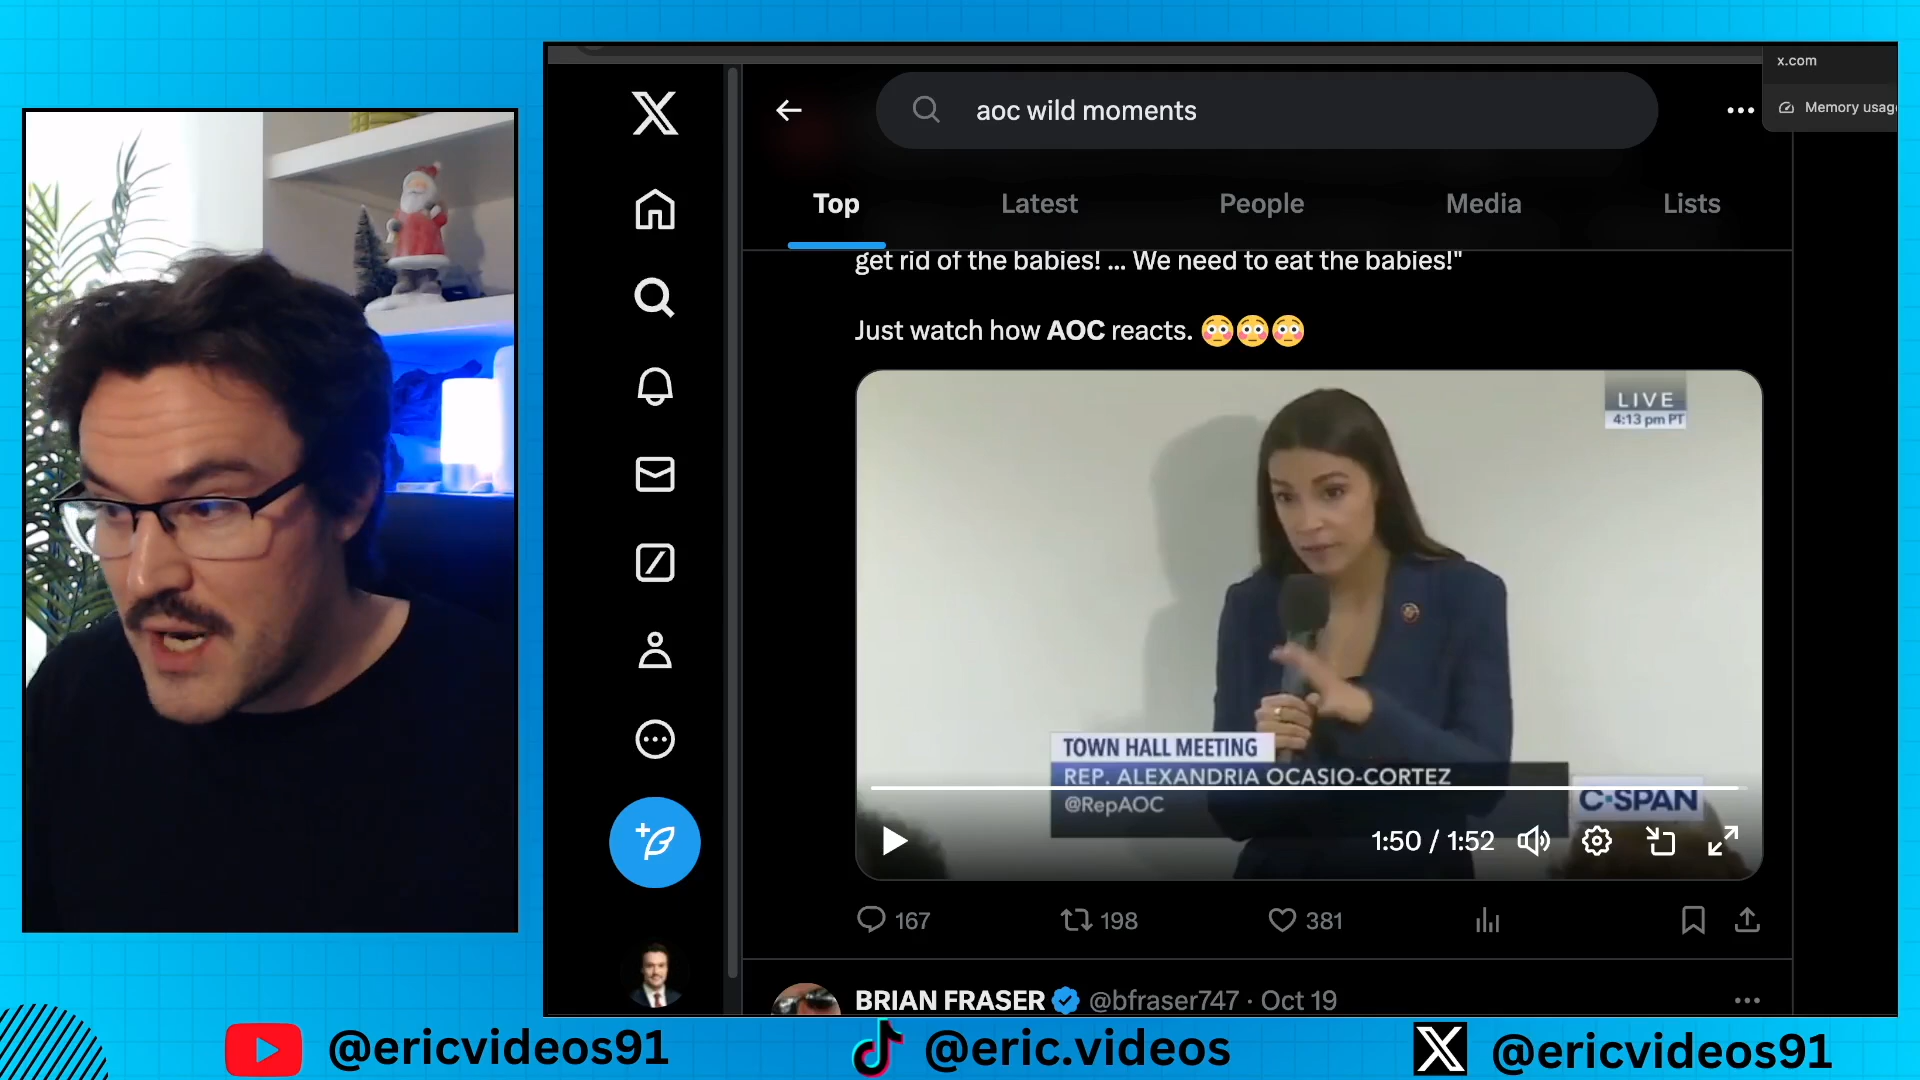 x.com
Memory usag
aoc wild moments
Top
Latest
People
Media
Lists
get rid of the babies! ... We need to eat the babies!"
Just watch how AOC reacts.
LIVE
4:13 pm PT
TOWN HALL MEETING
REP. ALEXANDRIA OCASIO-CORTEZ
@RepAOC
C-SPAN
1:50 / 1:52
167
198
381
BRIAN FRASER @bfraser747 · Oct 19
@ericvideos91
@eric.videos
@ericvideos91